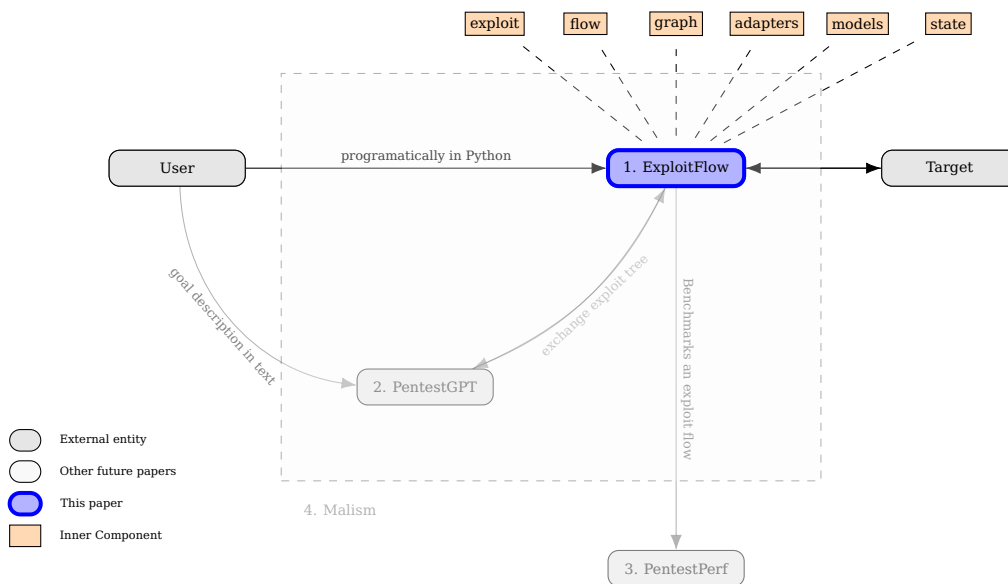 exploit
flow
graph
adapters
models
state
User
programatically in Python
1. ExploitFlow
Target
goal description in text
exchange exploit tree
Benchmarks an exploit flow
2. PentestGPT
External entity
Other future papers
This paper
Inner Component
4. Malism
3. PentestPerf